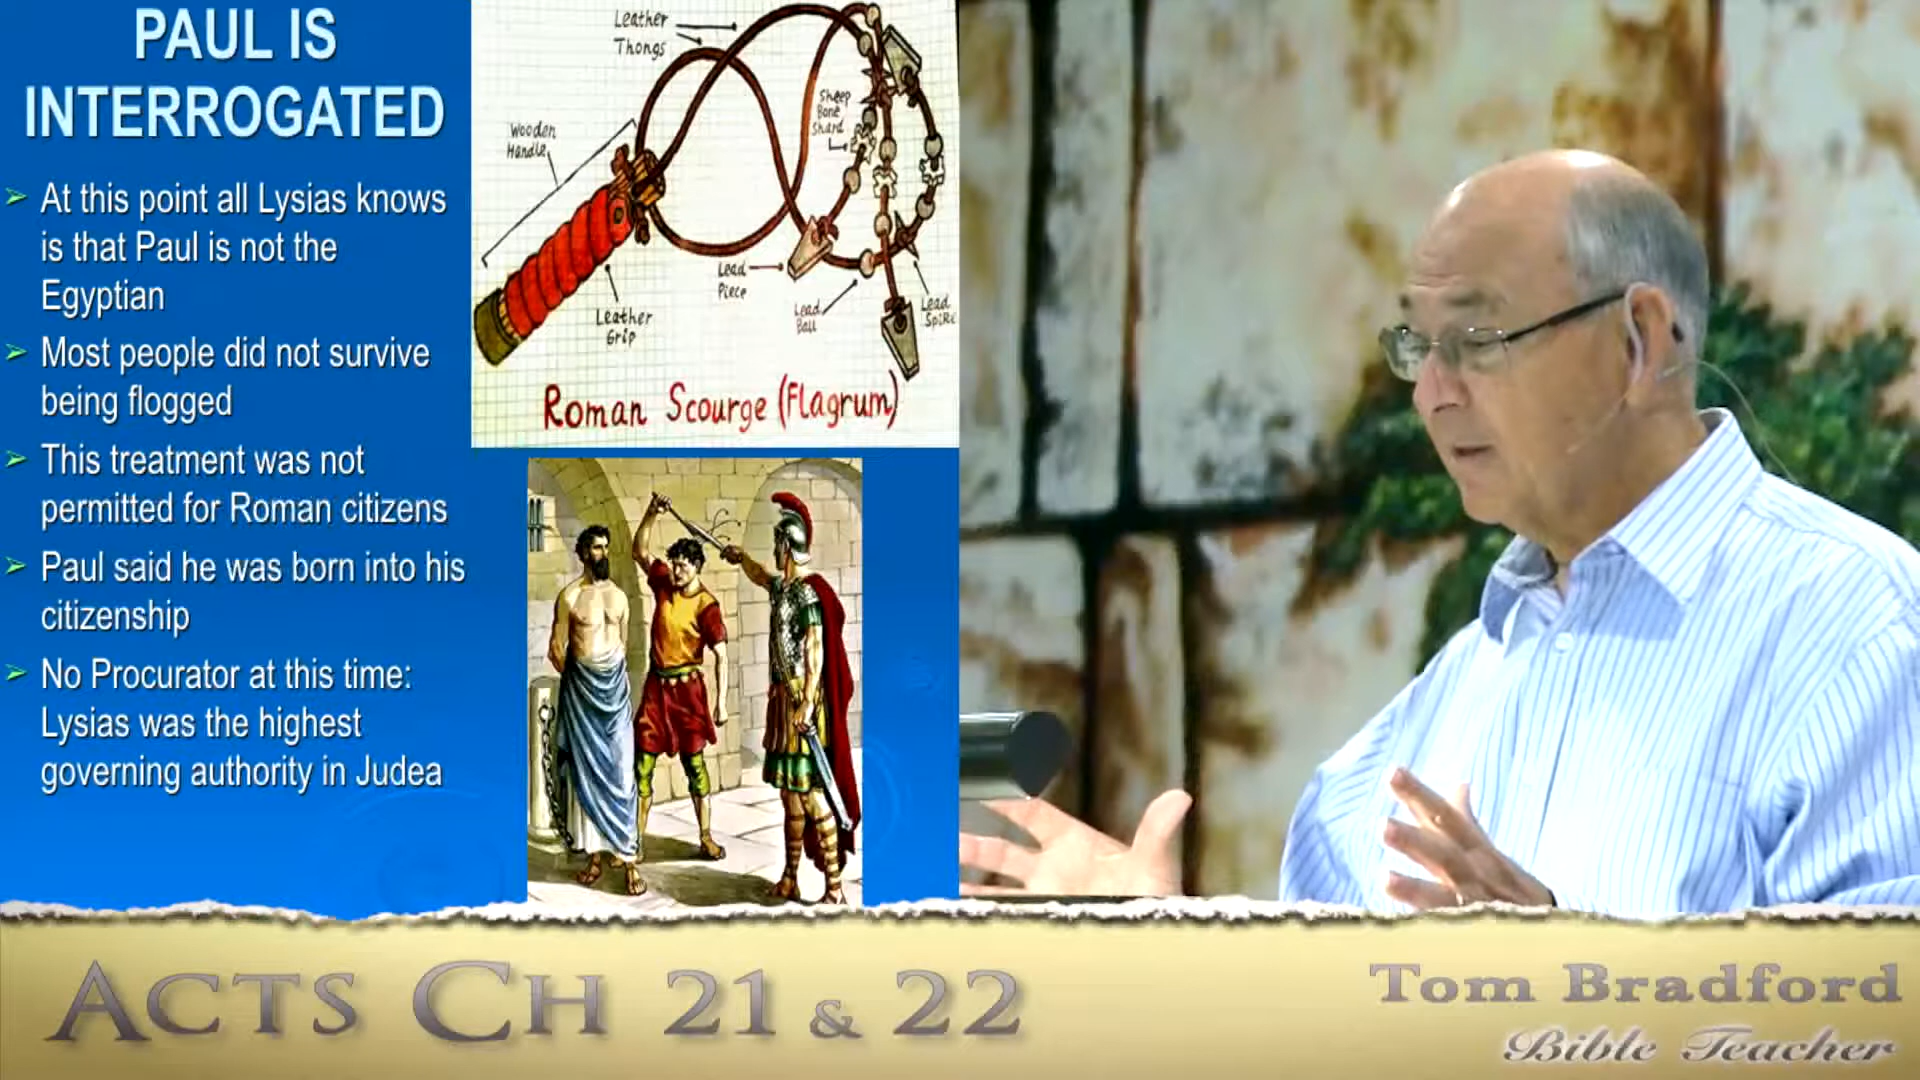 PAUL IS
INTERROGATED
At this point all Lysias knows
is that Paul is not the
Egyptian
Most people did not survive
being flogged
This treatment was not
permitted for Roman citizens
Paul said he was born into his
citizenship
No Procurator at this time:
Lysias was the highest
governing authority in Judea
Leather
Thongs
Wooden
Handle
Sheep
Bone
Shard
Lead
Piece
Lead
Ball
Lead
Spike
Leather
Grip
Roman Scourge (Flagrum)
ACTS CH 21 & 22
Tom Bradford
Bible Teacher